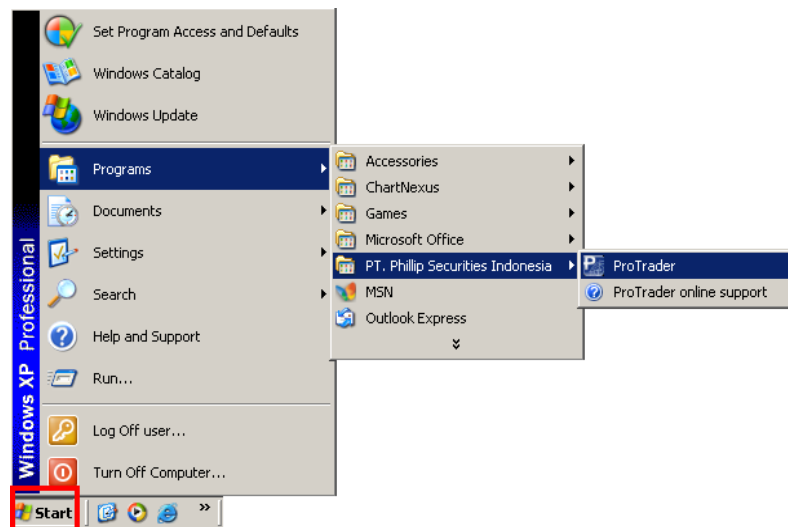 Set Program Access and Defaults
Windows Catalog
Windows Update
Programs
Documents
Settings
Search
Help and Support
Run...
Log Off user...
Turn Off Computer...
Windows XP Professional
Start
»
Accessories
ChartNexus
Games
Microsoft Office
PT. Phillip Securities Indonesia
MSN
Outlook Express
ProTrader
ProTrader online support